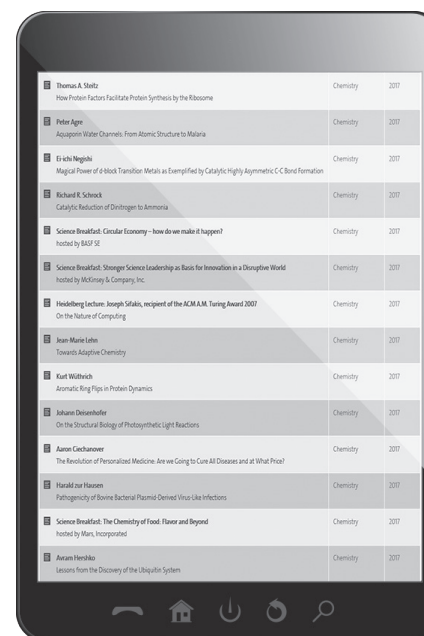 Thomas A. Steitz Chemistry 2017
How Protein Factors Facilitate Protein Synthesis by the Ribosome
Peter Agre Chemistry 2017
Aquaporin Water Channels: From Atomic Structure to Malaria
Ei-ichi Negishi Chemistry 2017
Magical Power of d-block Transition Metals as Exemplified by Catalytic Highly Asymmetric C-C Bond Formation
Richard R. Schrock Chemistry 2017
Catalytic Reduction of Dinitrogen to Ammonia
Science Breakfast: Circular Economy – how do we make it happen? Chemistry 2017
hosted by BASF SE
Science Breakfast: Stronger Science Leadership as Basis for Innovation in a Disruptive World Chemistry 2017
hosted by McKinsey & Company, Inc.
Heidelberg Lecture: Joseph Sifakis, recipient of the ACM A.M. Turing Award 2007 Chemistry 2017
On the Nature of Computing
Jean-Marie Lehn Chemistry 2017
Towards Adaptive Chemistry
Kurt Wüthrich Chemistry 2017
Aromatic Ring Flips in Protein Dynamics
Johann Deisenhofer Chemistry 2017
On the Structural Biology of Photosynthetic Light Reactions
Aaron Ciechanover Chemistry 2017
The Revolution of Personalized Medicine: Are we Going to Cure All Diseases and at What Price?
Harald zur Hausen Chemistry 2017
Pathogenicity of Bovine Bacterial Plasmid-Derived Virus-Like Infections
Science Breakfast: The Chemistry of Food: Flavor and Beyond Chemistry 2017
hosted by Mars, Incorporated
Avram Hershko Chemistry 2017
Lessons from the Discovery of the Ubiquitin System